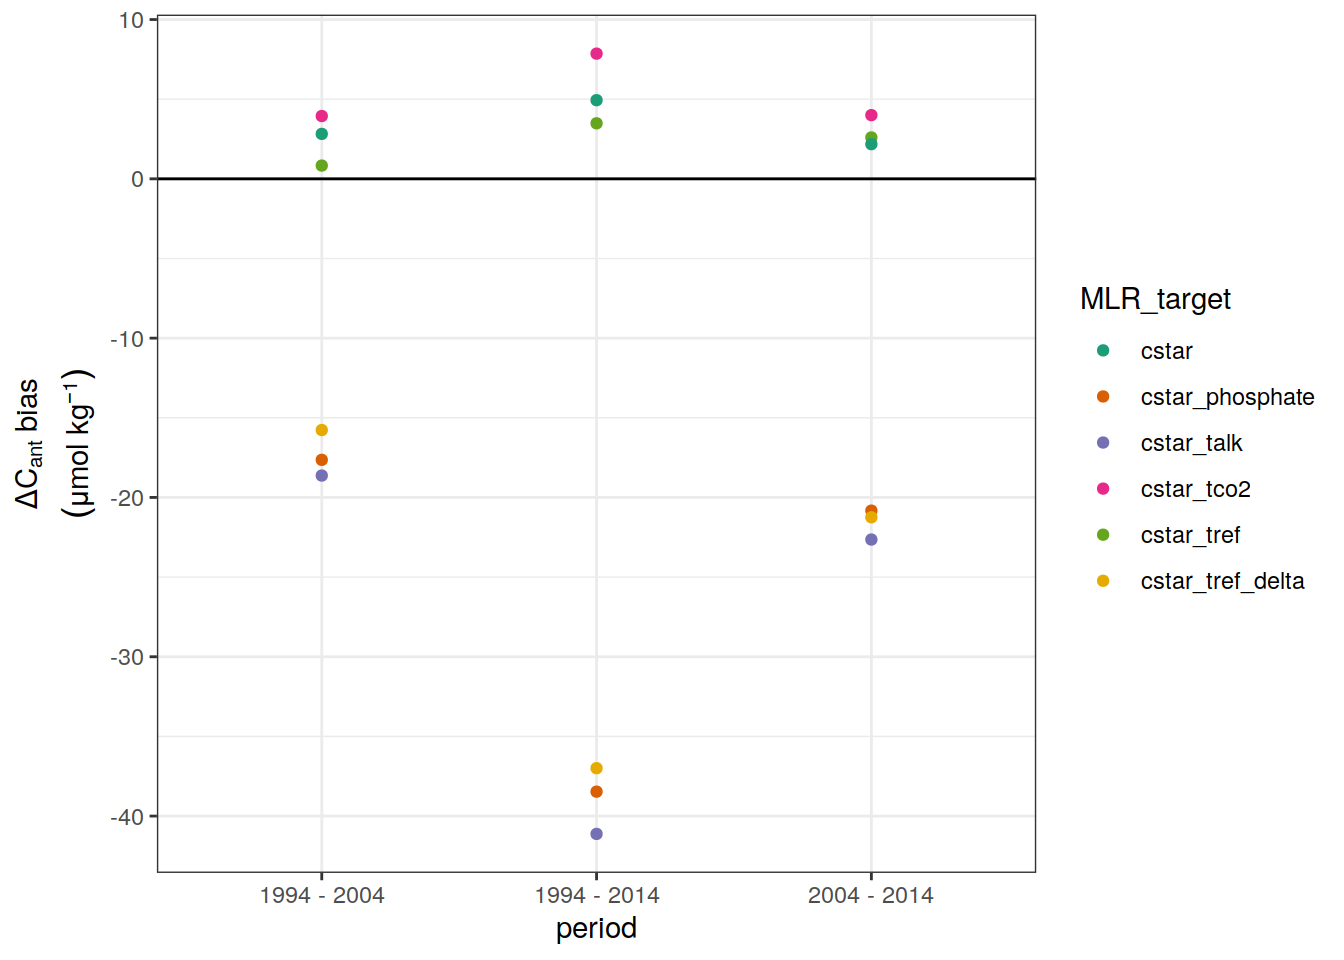 10
0
-10
-20
-30
-40
ΔCant bias
(μmol kg⁻¹)
1994 - 2004
1994 - 2014
2004 - 2014
period
MLR_target
cstar
cstar_phosphate
cstar_talk
cstar_tco2
cstar_tref
cstar_tref_delta